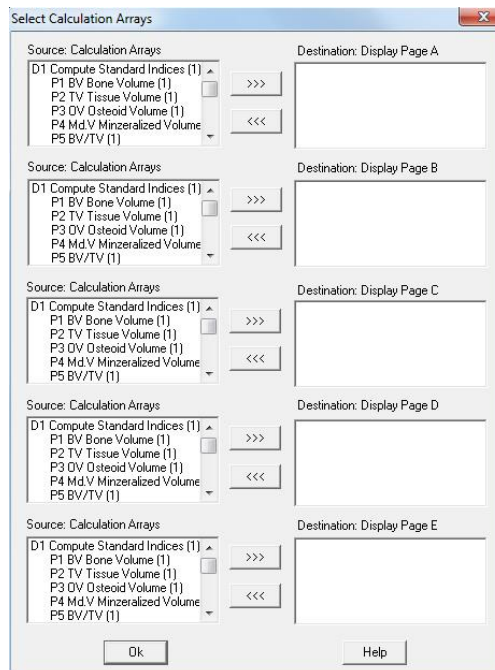 Select Calculation Arrays
Source: Calculation Arrays
Destination: Display Page A
D1 Compute Standard Indices (1)
P1 BV Bone Volume (1)
P2 TV Tissue Volume (1)
P3 OV Osteoid Volume (1)
P4 Md.V Minzeralized Volume
P5 BV/TV (1)
>>>
<<<
Source: Calculation Arrays
Destination: Display Page B
D1 Compute Standard Indices (1)
P1 BV Bone Volume (1)
P2 TV Tissue Volume (1)
P3 OV Osteoid Volume (1)
P4 Md.V Minzeralized Volume
P5 BV/TV (1)
>>>
<<<
Source: Calculation Arrays
Destination: Display Page C
D1 Compute Standard Indices (1)
P1 BV Bone Volume (1)
P2 TV Tissue Volume (1)
P3 OV Osteoid Volume (1)
P4 Md.V Minzeralized Volume
P5 BV/TV (1)
>>>
<<<
Source: Calculation Arrays
Destination: Display Page D
D1 Compute Standard Indices (1)
P1 BV Bone Volume (1)
P2 TV Tissue Volume (1)
P3 OV Osteoid Volume (1)
P4 Md.V Minzeralized Volume
P5 BV/TV (1)
>>>
<<<
Source: Calculation Arrays
Destination: Display Page E
D1 Compute Standard Indices (1)
P1 BV Bone Volume (1)
P2 TV Tissue Volume (1)
P3 OV Osteoid Volume (1)
P4 Md.V Minzeralized Volume
P5 BV/TV (1)
>>>
<<<
Ok
Help